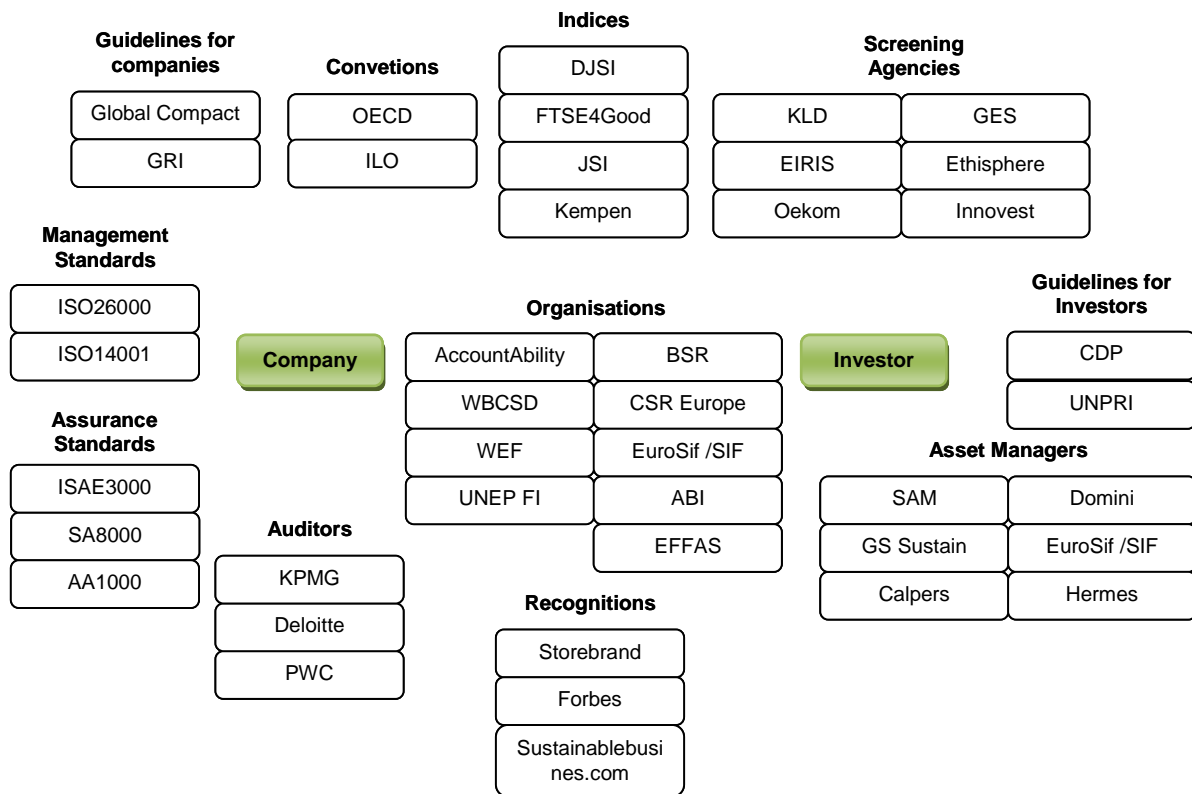 Indices
Guidelines for
companies
Convetions
Screening
Agencies
Global Compact
GRI
OECD
ILO
DJSI
FTSE4Good
JSI
Kempen
KLD
GES
EIRIS
Ethisphere
Oekom
Innovest
Management
Standards
ISO26000
ISO14001
Company
Organisations
AccountAbility
BSR
WBCSD
CSR Europe
WEF
EuroSif /SIF
UNEP FI
ABI
EFFAS
Investor
Guidelines for
Investors
CDP
UNPRI
Assurance
Standards
ISAE3000
SA8000
AA1000
Auditors
KPMG
Deloitte
PWC
Recognitions
Storebrand
Forbes
Sustainablebusi
nes.com
Asset Managers
SAM
Domini
GS Sustain
EuroSif /SIF
Calpers
Hermes